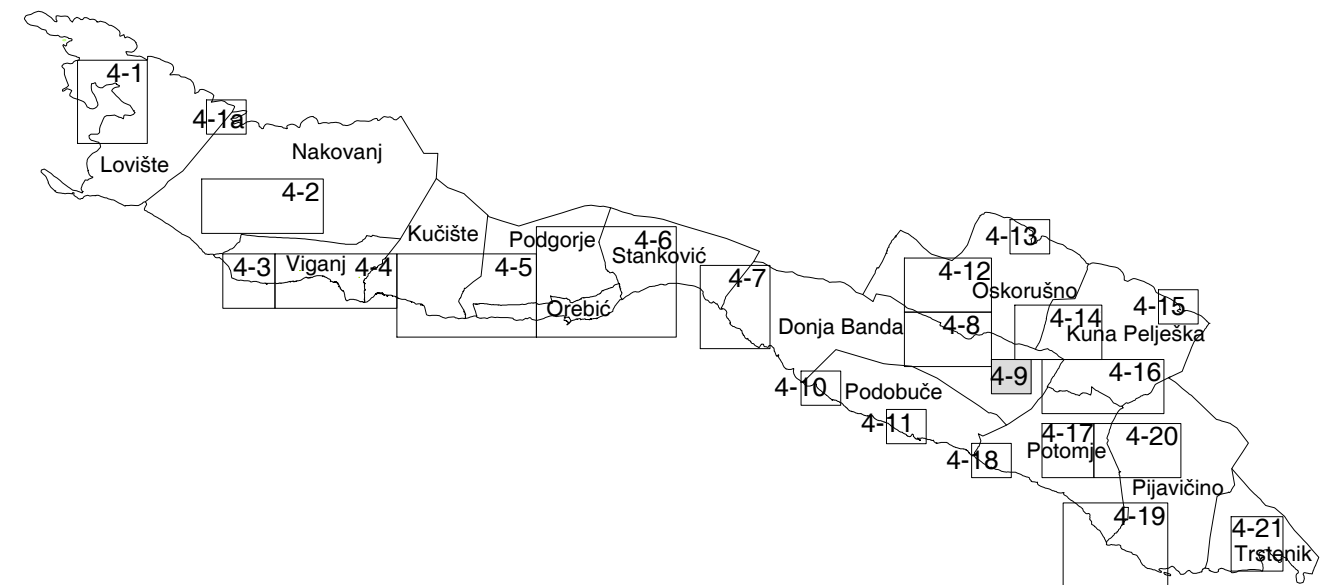 4-1
4-1a
Nakovanj
Lovište
4-2
Kučište
Podgorje
4-6
Stanković
4-13
4-3
Viganj
4-4
4-5
4-7
4-12
Oskorušno
4-15
Orebić
Donja Banda
4-8
4-14
Kuna Pelješka
4-9
4-16
4-10
Podobuče
4-11
4-17
4-20
Potomje
4-18
Pijavičino
4-19
4-21
Trstenik